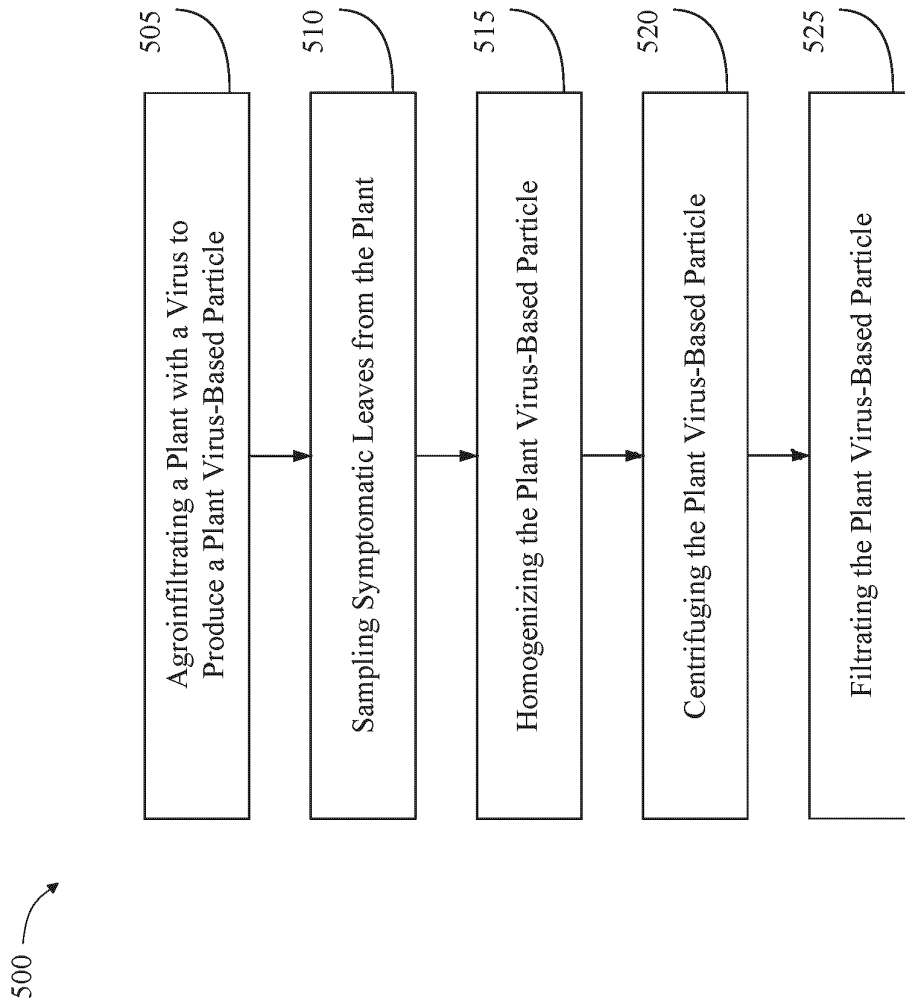 500
505
Agroinfiltrating a Plant with a Virus to
Produce a Plant Virus-Based Particle
510
Sampling Symptomatic Leaves from the Plant
515
Homogenizing the Plant Virus-Based Particle
520
Centrifuging the Plant Virus-Based Particle
525
Filtrating the Plant Virus-Based Particle